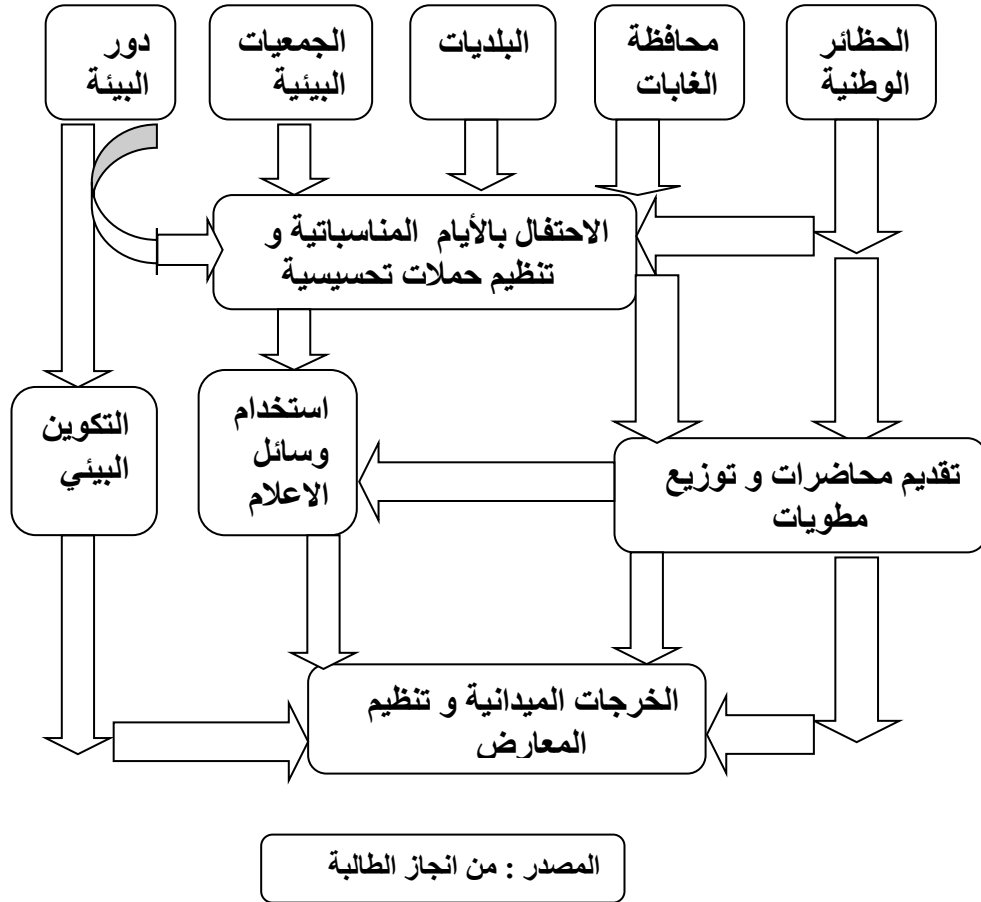 الحظائر
الوطنية
محافظة
الغابات
البلديات
الجمعيات
البيئية
دور
البيئة
الاحتفال بالأيام المناسباتية و
تنظيم حملات تحسيسية
استخدام
وسائل
الاعلام
التكوين
البيئي
تقديم محاضرات و توزيع
مطويات
الخرجات الميدانية و تنظيم
المعارض
المصدر : من انجاز الطالبة